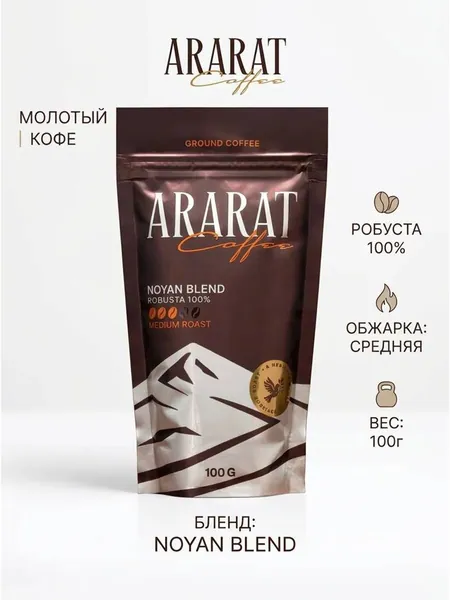 ARARAT
Coffee
МОЛОТЫЙ
КОФЕ
GROUND COFFEE
ARARAT
Coffee
NOYAN BLEND
ROBUSTA 100%
MEDIUM ROAST
100 G
РОБУСТА
100%
ОБЖАРКА:
СРЕДНЯЯ
ВЕС:
100г
БЛЕНД:
NOYAN BLEND